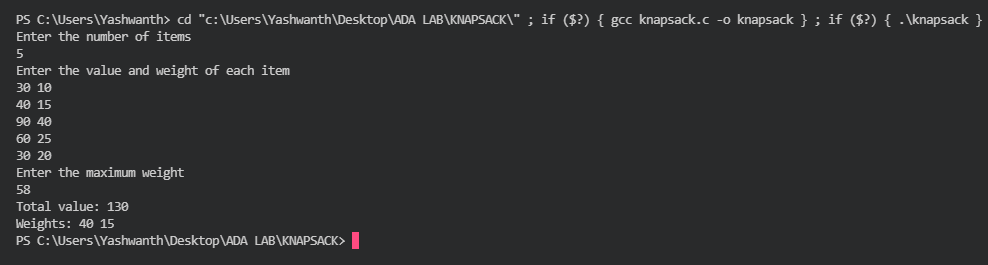 PS C:\Users\Yashwanth> cd "c:\Users\Yashwanth\Desktop\ADA LAB\KNAPSACK\" ; if ($?) { gcc knapsack.c -o knapsack } ; if ($?) { .\knapsack }
Enter the number of items
5
Enter the value and weight of each item
30 10
40 15
90 40
60 25
30 20
Enter the maximum weight
58
Total value: 130
Weights: 40 15
PS C:\Users\Yashwanth\Desktop\ADA LAB\KNAPSACK>